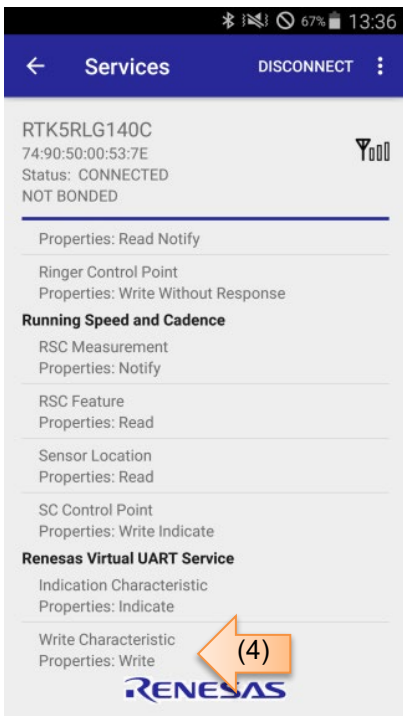 67% 13:36
Services DISCONNECT
RTK5RLG140C
74:90:50:00:53:7E
Status: CONNECTED
NOT BONDED
Properties: Read Notify
Ringer Control Point
Properties: Write Without Response
Running Speed and Cadence
RSC Measurement
Properties: Notify
RSC Feature
Properties: Read
Sensor Location
Properties: Read
SC Control Point
Properties: Write Indicate
Renesas Virtual UART Service
Indication Characteristic
Properties: Indicate
Write Characteristic
Properties: Write
(4)
RENESAS